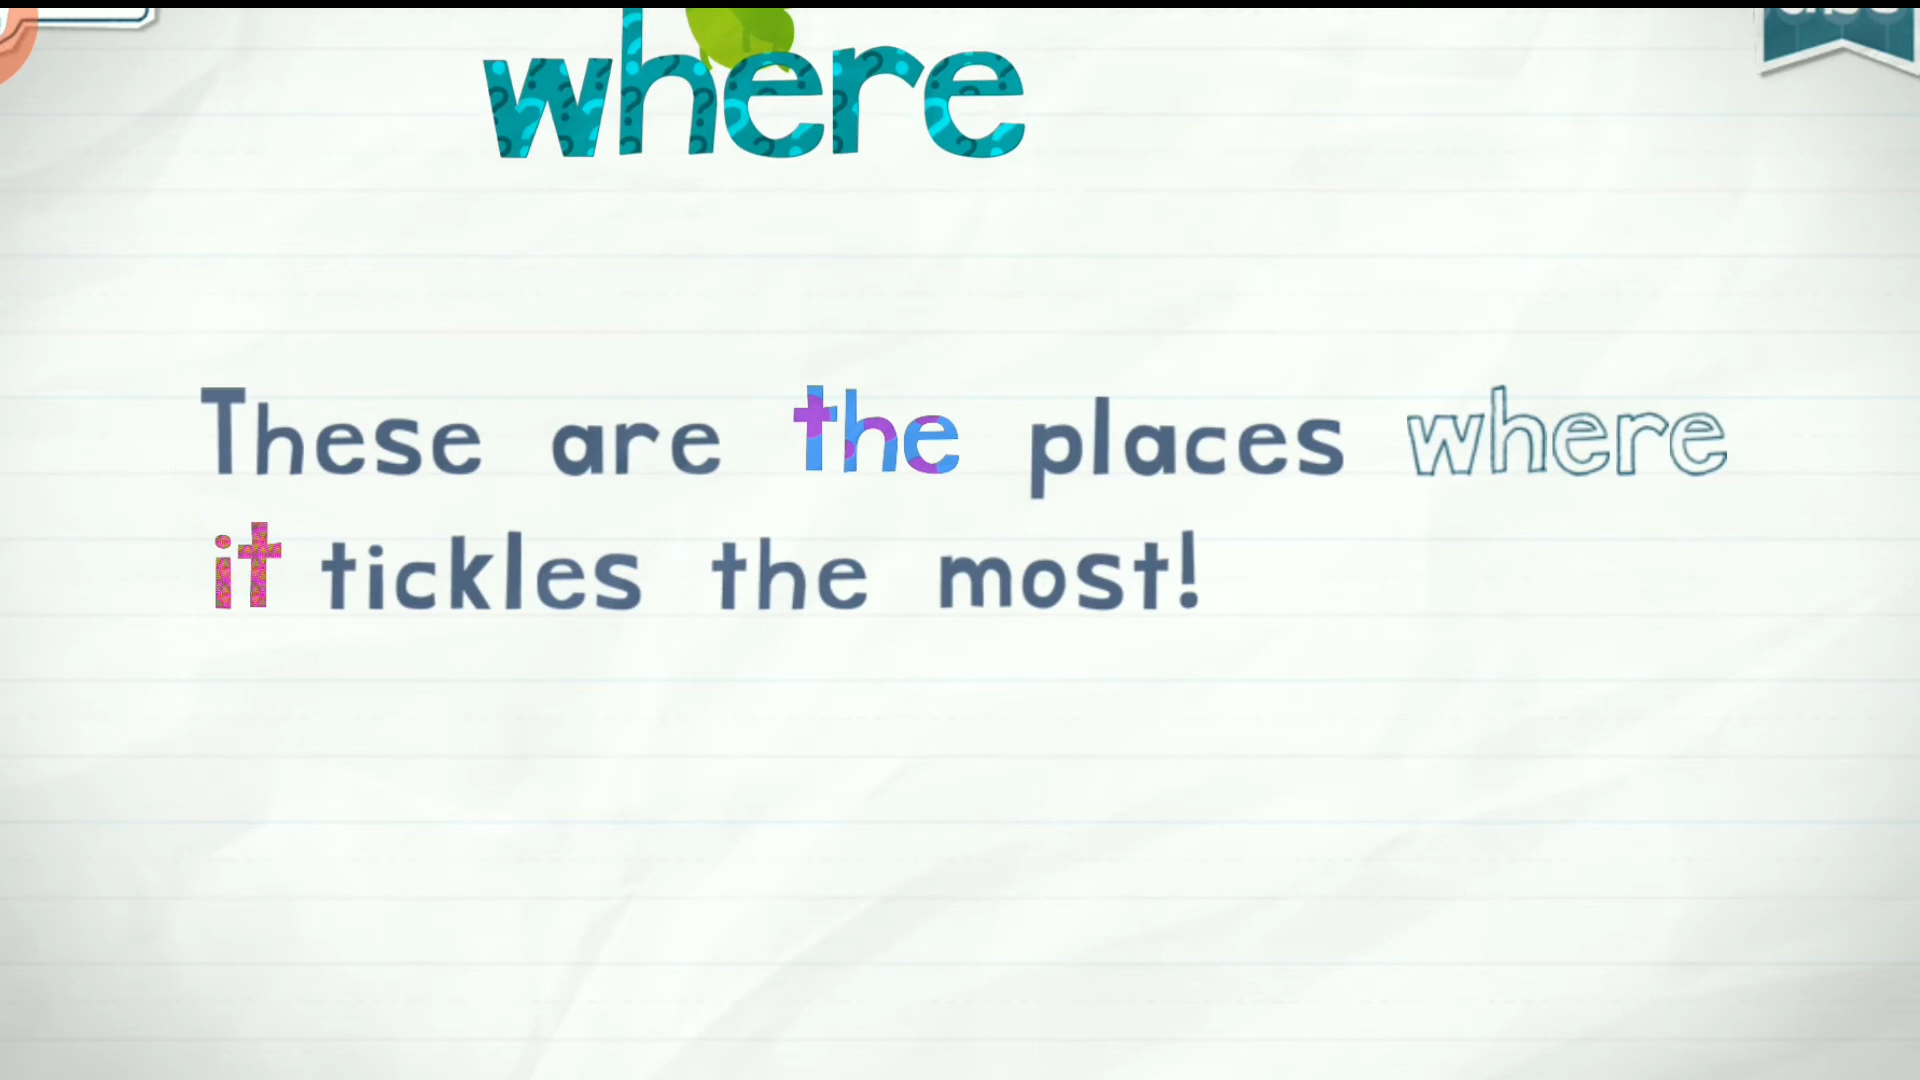 where
These are the places where
it tickles the most!